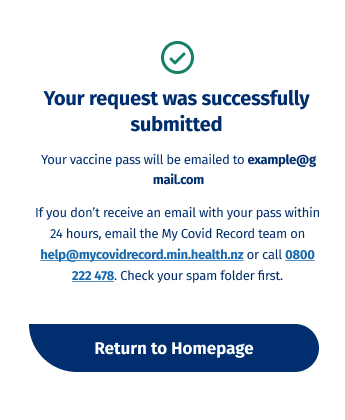 Your request was successfully
submitted
Your vaccine pass will be emailed to example@g
mail.com
If you don't receive an email with your pass within
24 hours, email the My Covid Record team on
help@mycovidrecord.min.health.nz or call 0800
222 478. Check your spam folder first.
Return to Homepage